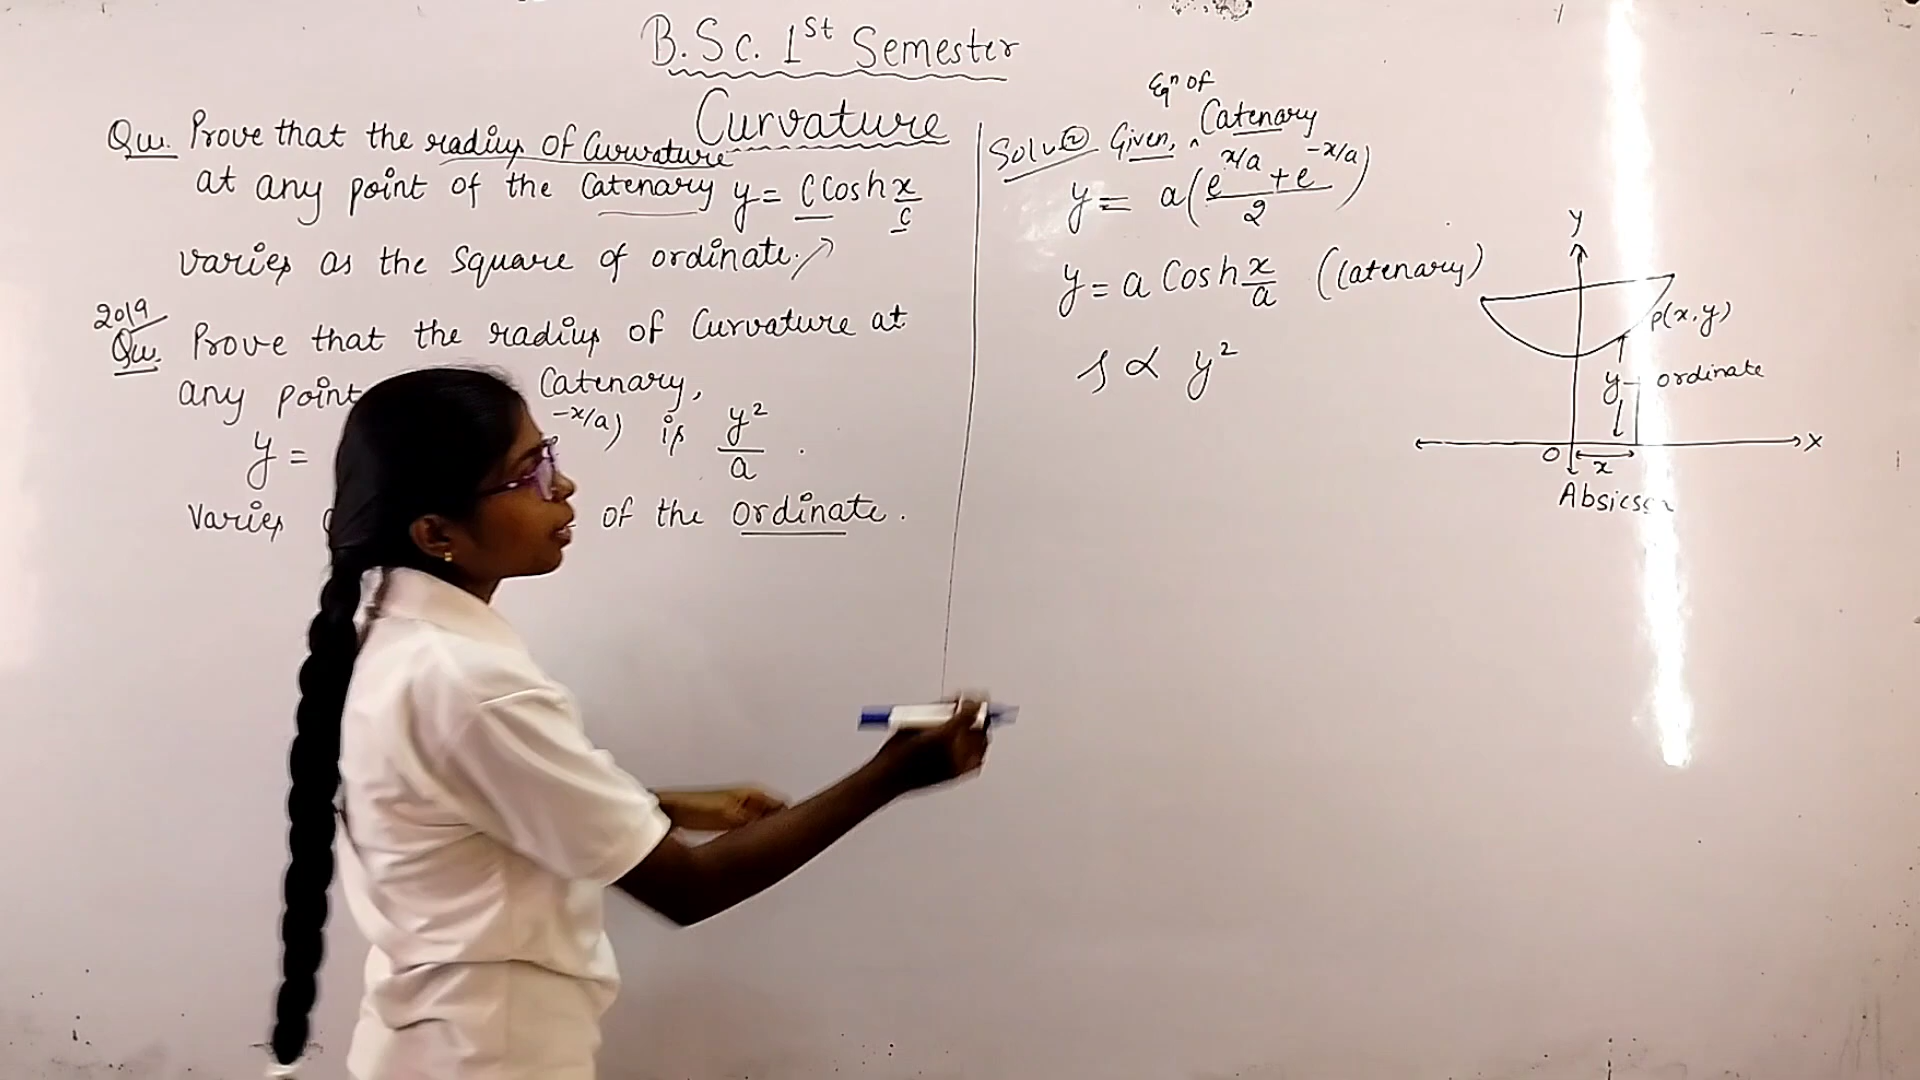 B.Sc. 1st Semester
Curvature
Qu. Prove that the radius of Curvature
at any point of the Catenary y = C Cosh x/c
varies as the square of ordinate.
2019
Qu. Prove that the radius of Curvature at
any point Catenary,
y = -x/a) is y²/a .
Varies of the Ordinate.
Eqn of
Soluⓝ Given, ^ Catenary
y = a(e^x/a + e^-x/a / 2)
y = a Cosh x/a (Catenary)
ρ ∝ y²
Y
P(x,y)
y ordinate
O x X
Absicssa